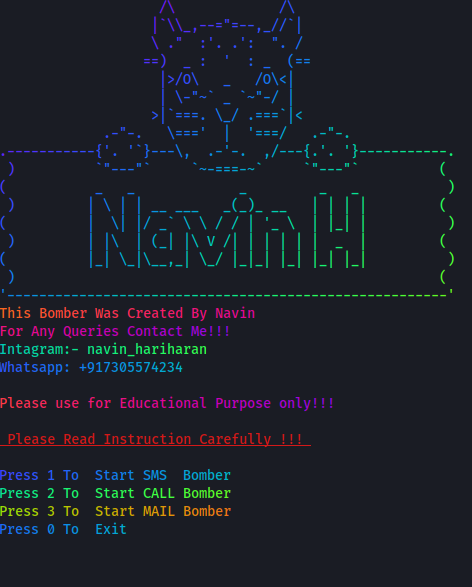 Navin H
This Bomber Was Created By Navin
For Any Queries Contact Me!!!
Intagram:- navin_hariharan
Whatsapp: +917305574234
Please use for Educational Purpose only!!!
Please Read Instruction Carefully !!!
Press 1 To  Start SMS  Bomber
Press 2 To  Start CALL Bomber
Press 3 To  Start MAIL Bomber
Press 0 To  Exit